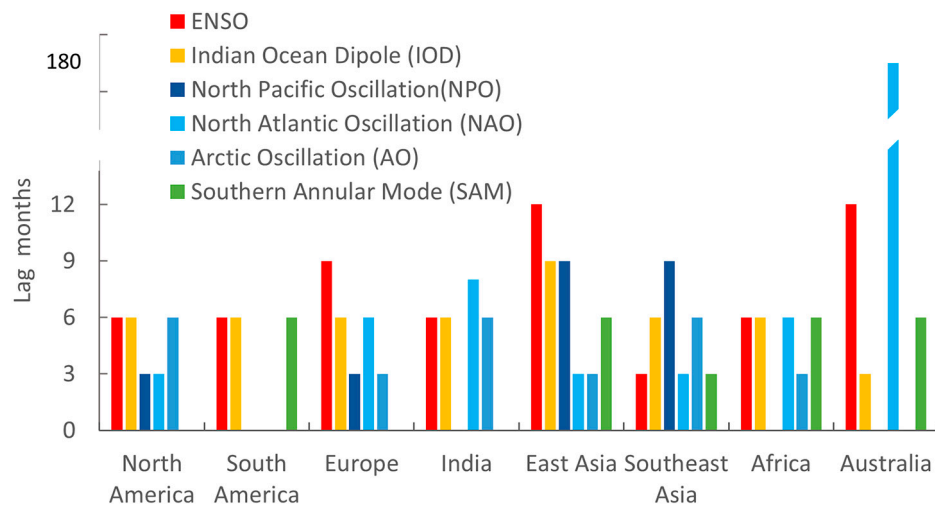 ENSO
Indian Ocean Dipole (IOD)
North Pacific Oscillation(NPO)
North Atlantic Oscillation (NAO)
Arctic Oscillation (AO)
Southern Annular Mode (SAM)
180
12
9
6
3
0
Lag months
North
America
South
America
Europe
India
East Asia
Southeast
Asia
Africa
Australia